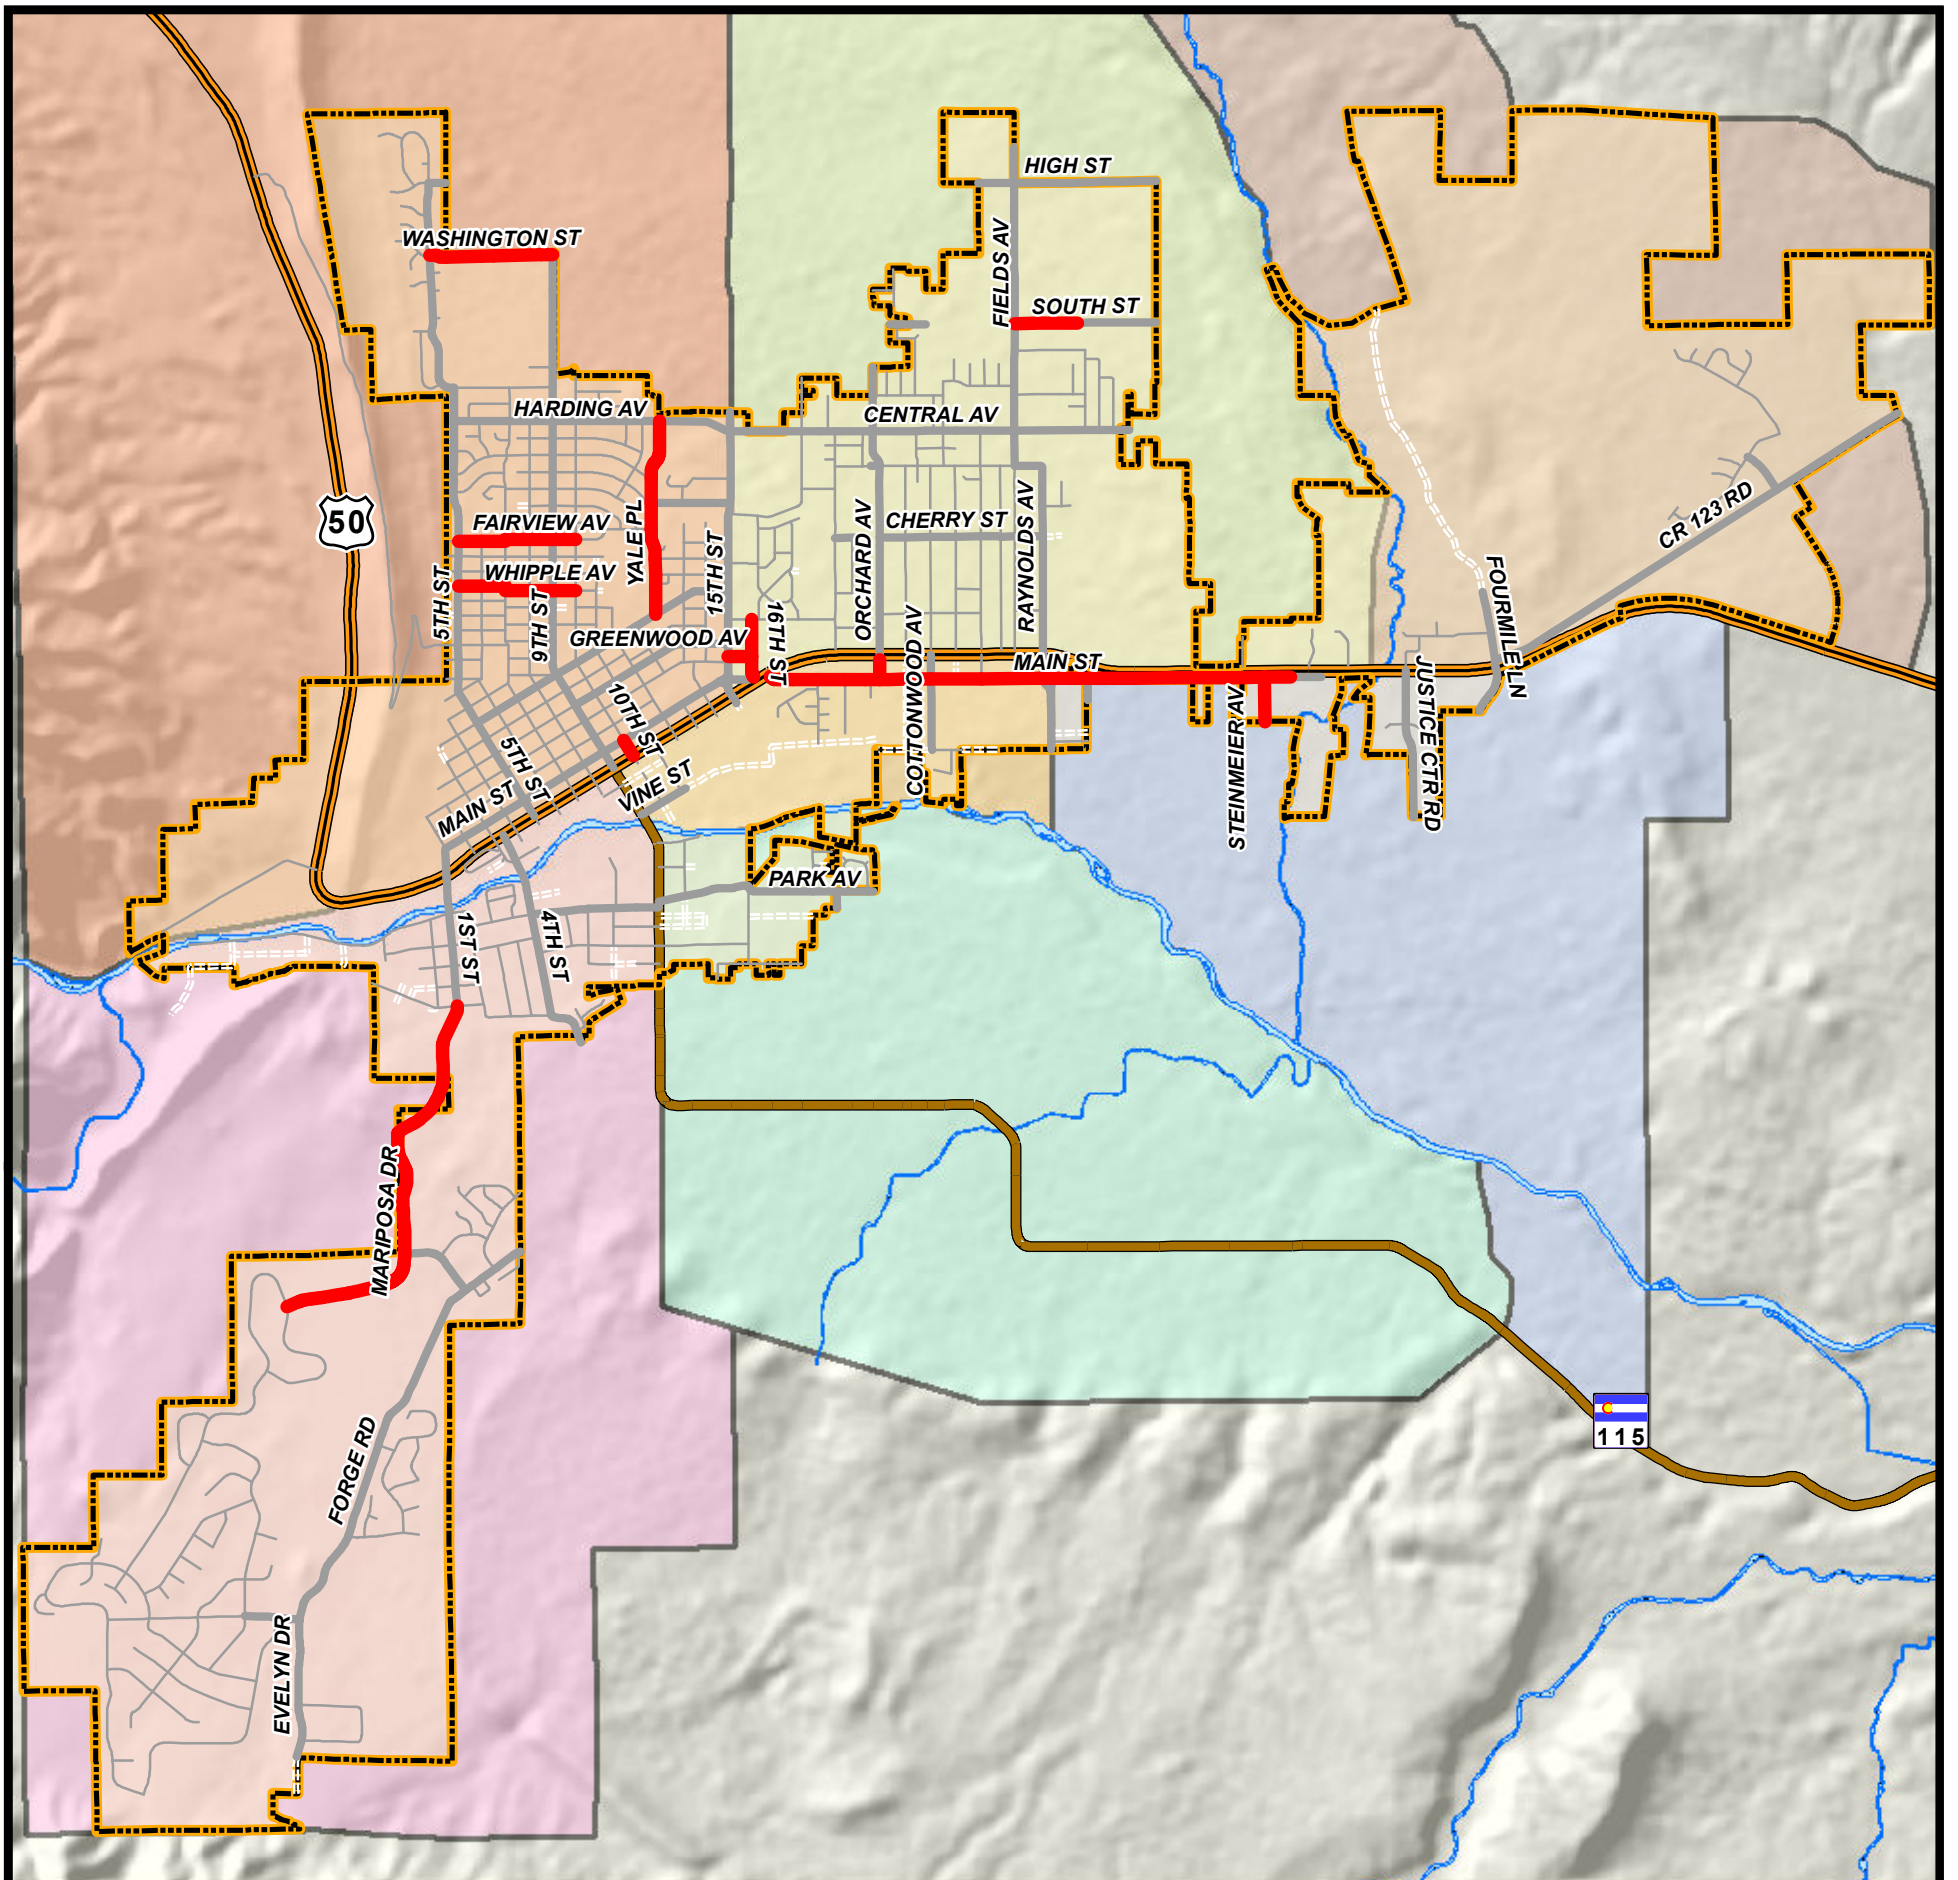 HIGH ST
WASHINGTON ST
FIELDS AV
SOUTH ST
HARDING AV
CENTRAL AV
50
FAIRVIEW AV
YALE PL
ORCHARD AV
CHERRY ST
RAYNOLDS AV
CR 123 RD
WHIPPLE AV
5TH ST
9TH ST
15TH ST
16TH ST
GREENWOOD AV
COTTONWOOD AV
MAIN ST
FOURMILE LN
JUSTICE CTR RD
STEINMEIER AV
10TH ST
5TH ST
MAIN ST
VINE ST
PARK AV
1ST ST
4TH ST
MARIPOSA DR
FORGE RD
C
115
EVELYN DR